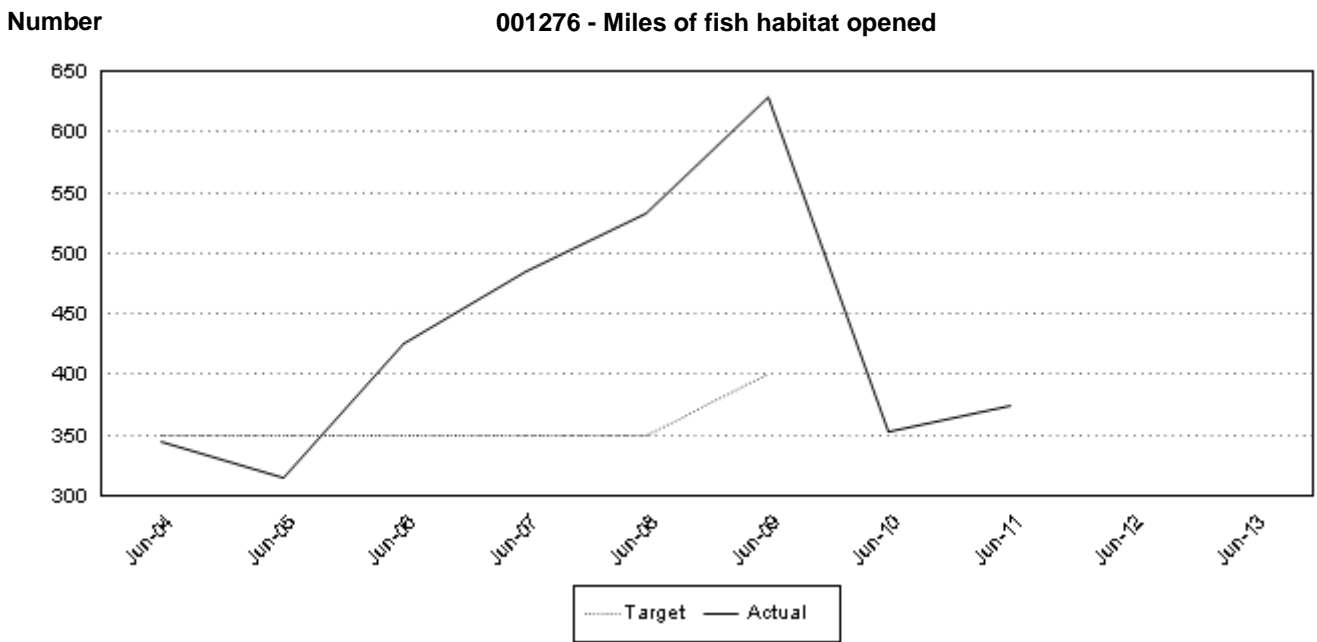 Number
001276 - Miles of fish habitat opened
650
600
550
500
450
400
350
300
Jun-04
Jun-05
Jun-06
Jun-07
Jun-08
Jun-09
Jun-10
Jun-11
Jun-12
Jun-13
Target Actual